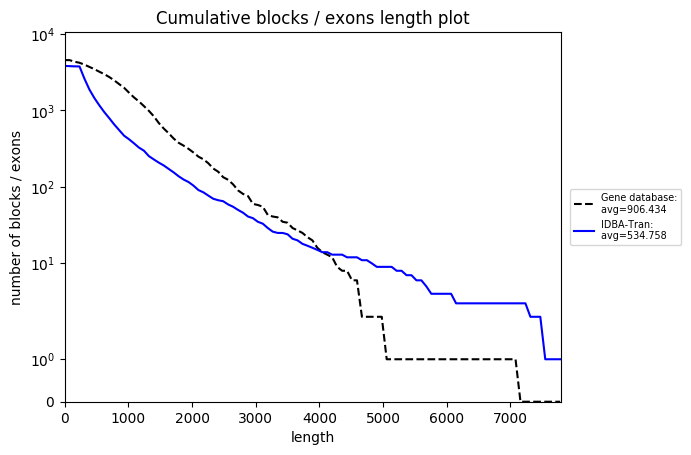 Cumulative blocks / exons length plot
number of blocks / exons
10^4
10^3
10^2
10^1
10^0
0
0 1000 2000 3000 4000 5000 6000 7000
length
Gene database:
avg=906.434
IDBA-Tran:
avg=534.758